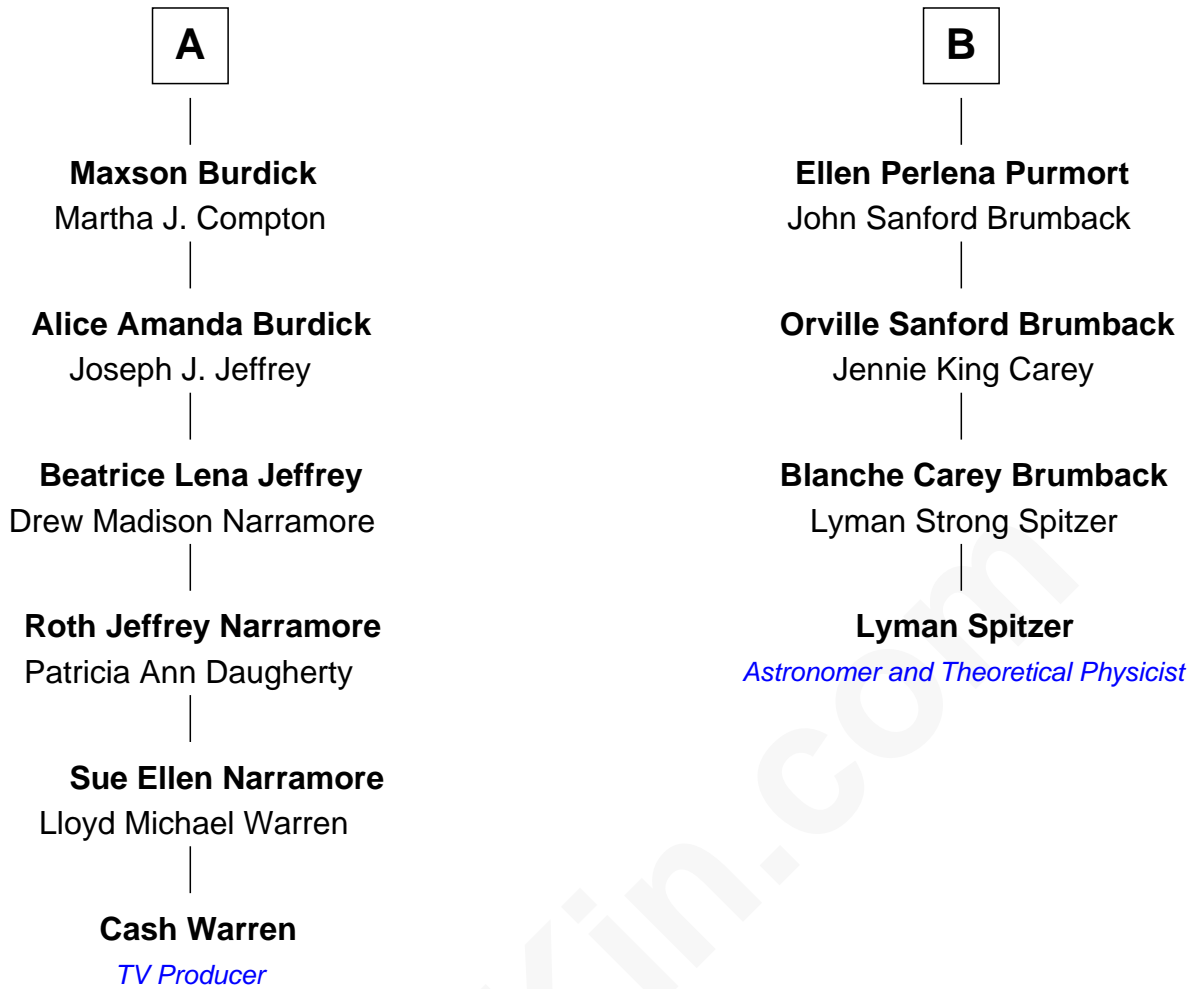 A
Maxson Burdick
Martha J. Compton
Alice Amanda Burdick
Joseph J. Jeffrey
Beatrice Lena Jeffrey
Drew Madison Narramore
Roth Jeffrey Narramore
Patricia Ann Daugherty
Sue Ellen Narramore
Lloyd Michael Warren
Cash Warren
TV Producer
B
Ellen Perlena Purmort
John Sanford Brumback
Orville Sanford Brumback
Jennie King Carey
Blanche Carey Brumback
Lyman Strong Spitzer
Lyman Spitzer
Astronomer and Theoretical Physicist